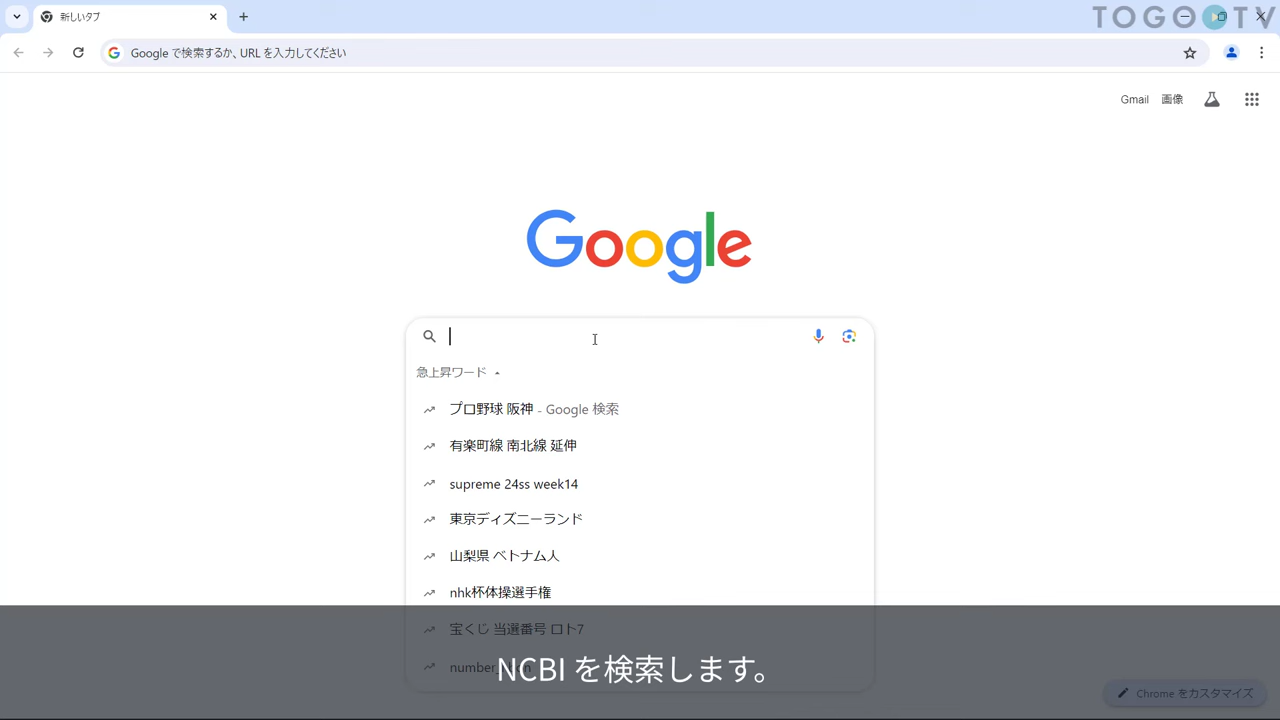 新しいタブ
TOGO TV
Google で検索するか、URL を入力してください
Gmail 画像
Google
急上昇ワード
プロ野球 阪神 - Google 検索
有楽町線 南北線 延伸
supreme 24ss week14
東京ディズニーランド
山梨県 ベトナム人
nhk杯体操選手権
宝くじ 当選番号 ロト7
NCBI を検索します。
Chrome をカスタマイズ